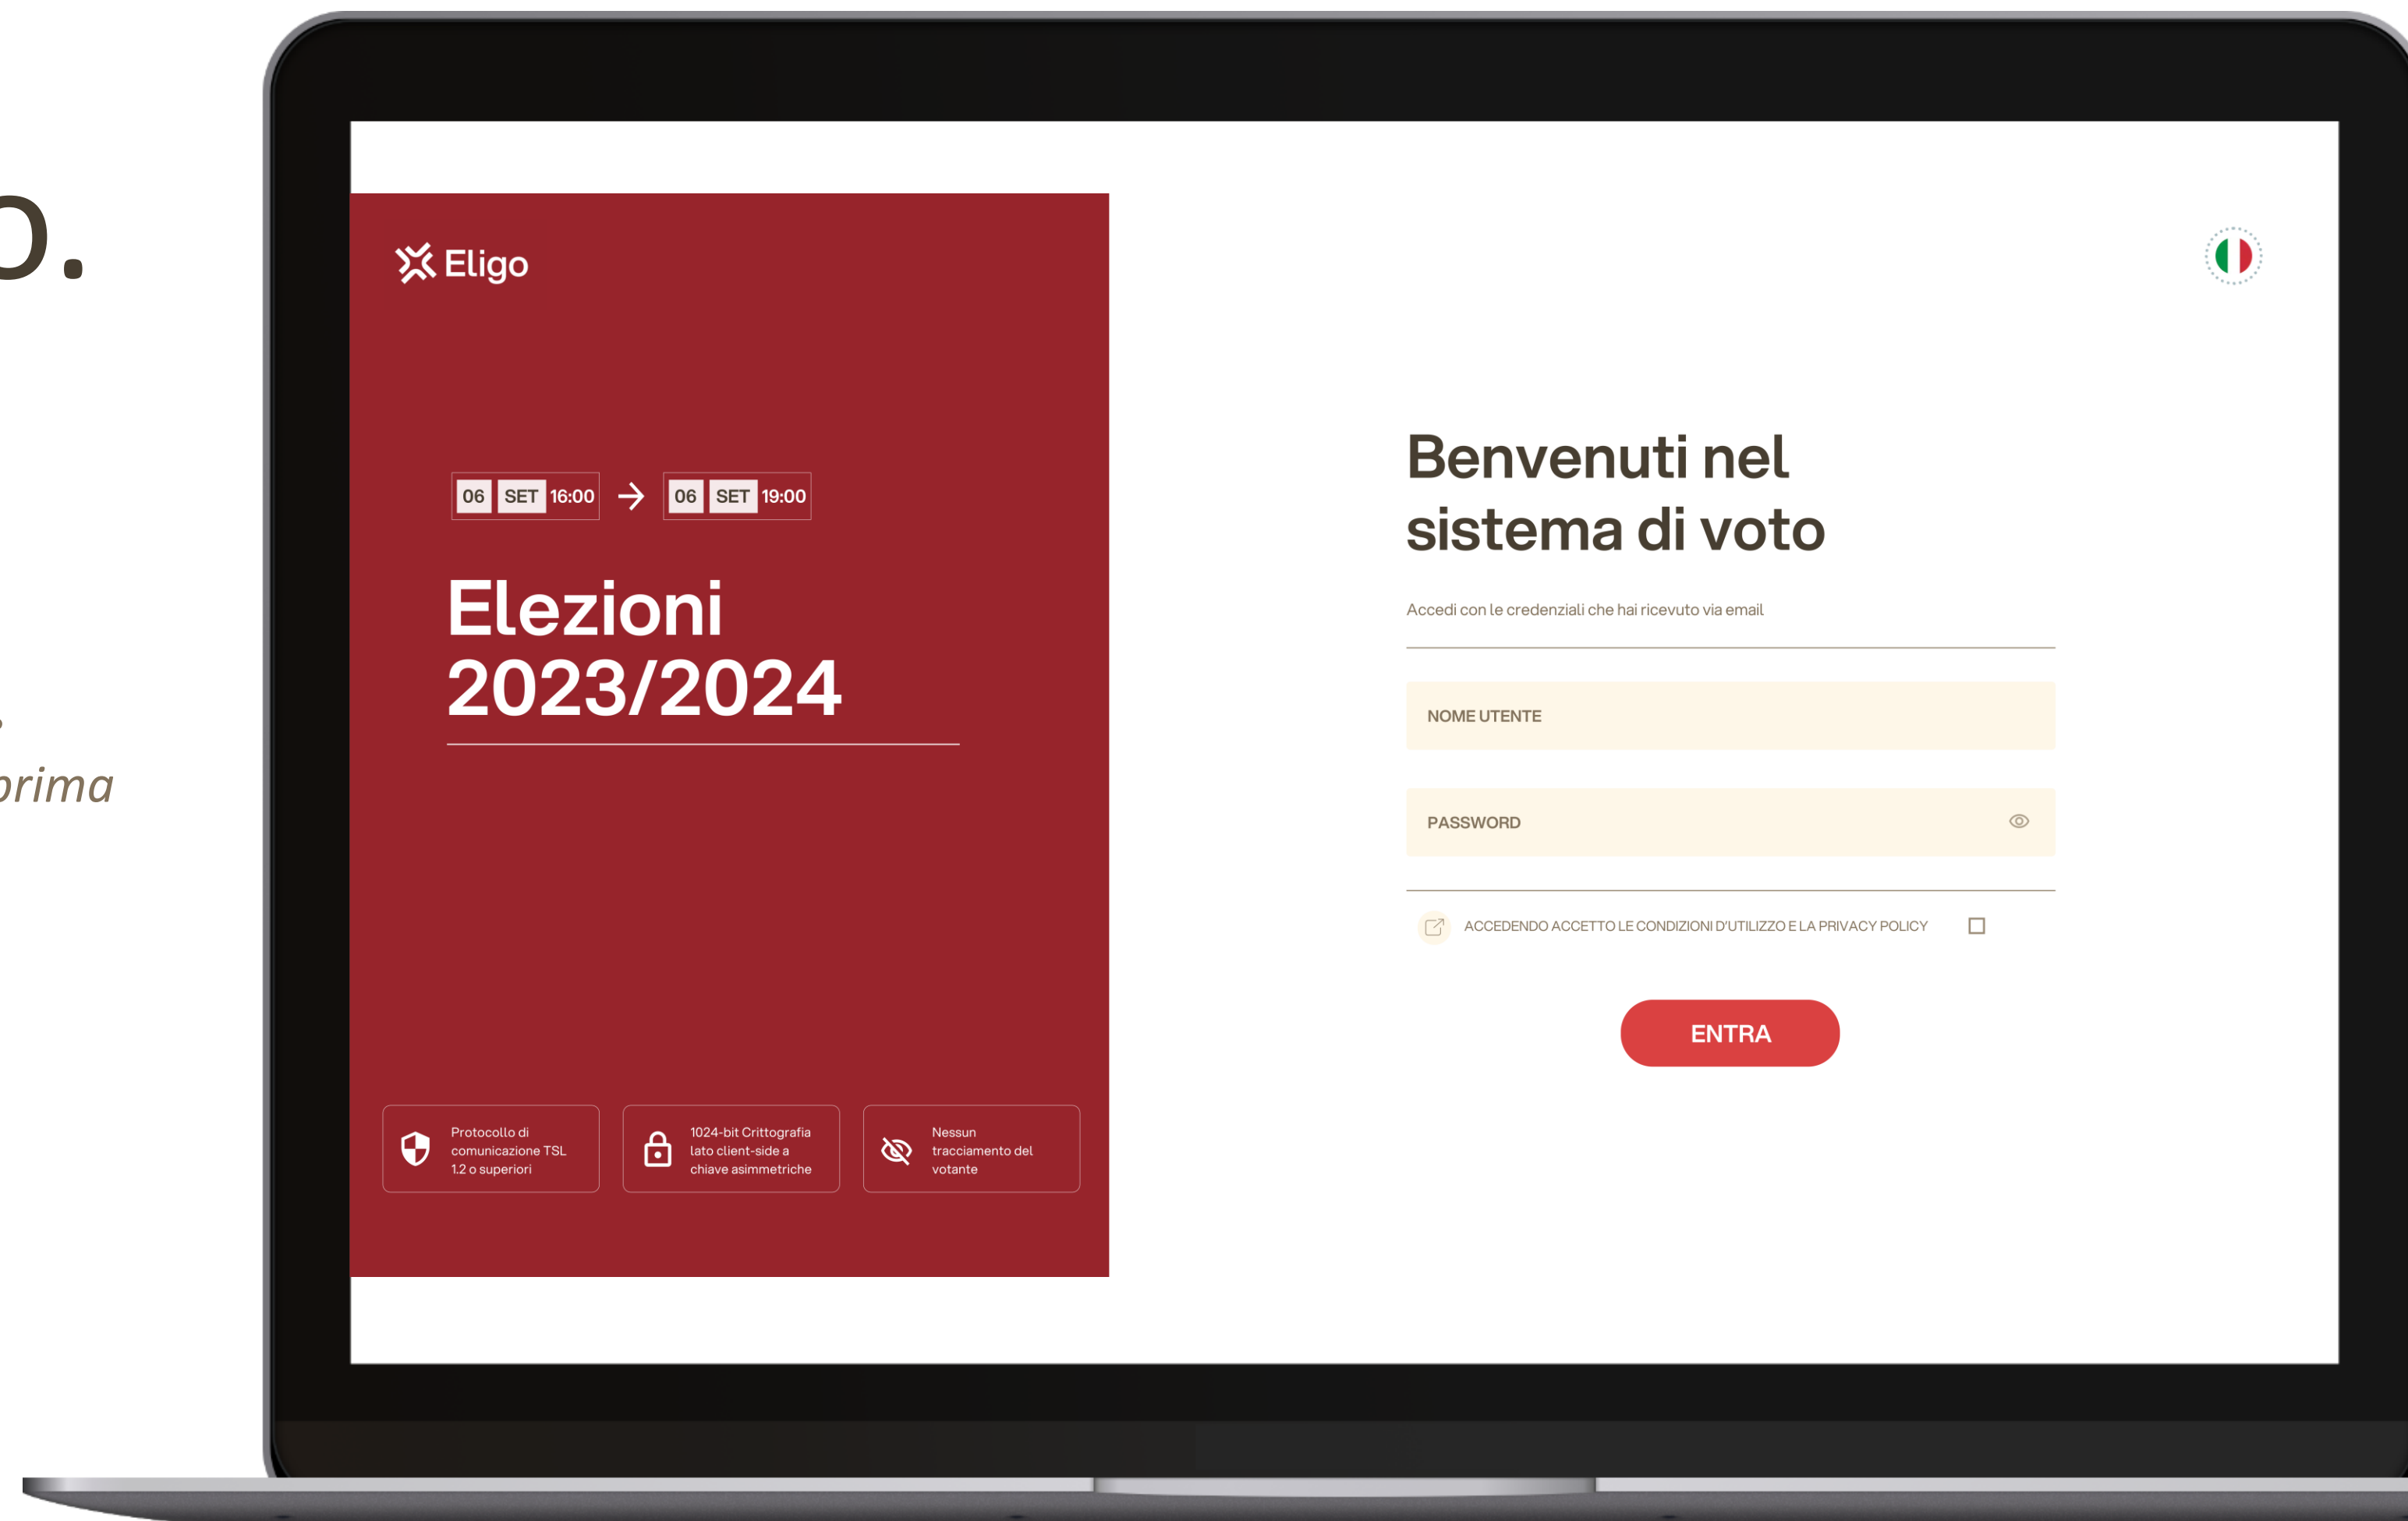 o.
prima
Eligo
06 SET 16:00 → 06 SET 19:00
Elezioni
2023/2024
Protocollo di
comunicazione TSL
1.2 o superiori
1024-bit Crittografia
lato client-side a
chiave asimmetriche
Nessun
tracciamento del
votante
Benvenuti nel
sistema di voto
Accedi con le credenziali che hai ricevuto via email
NOME UTENTE
PASSWORD
ACCEDENDO ACCETTO LE CONDIZIONI D'UTILIZZO E LA PRIVACY POLICY
ENTRA